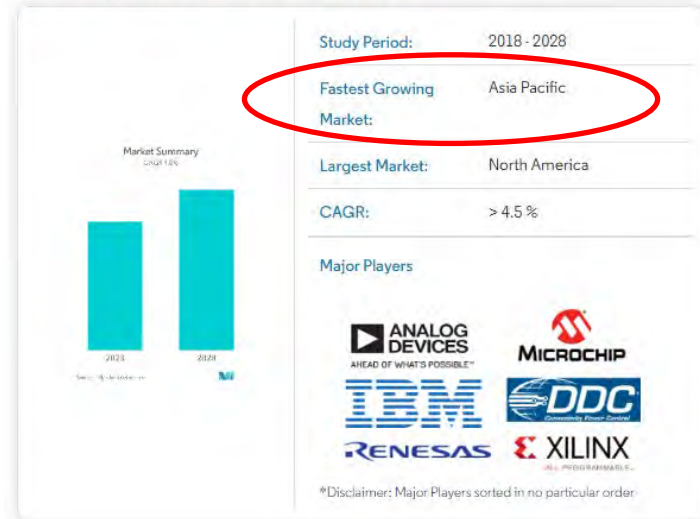 Study Period: 2018 - 2028
Fastest Growing Asia Pacific
Market:
Market Summary
Largest Market: North America
CAGR: > 4.5 %
Major Players
ANALOG
DEVICES
AHEAD OF WHAT'S POSSIBLE™
MICROCHIP
IBM
DDC
RENESAS
XILINX
2023 2028
*Disclaimer: Major Players sorted in no particular order